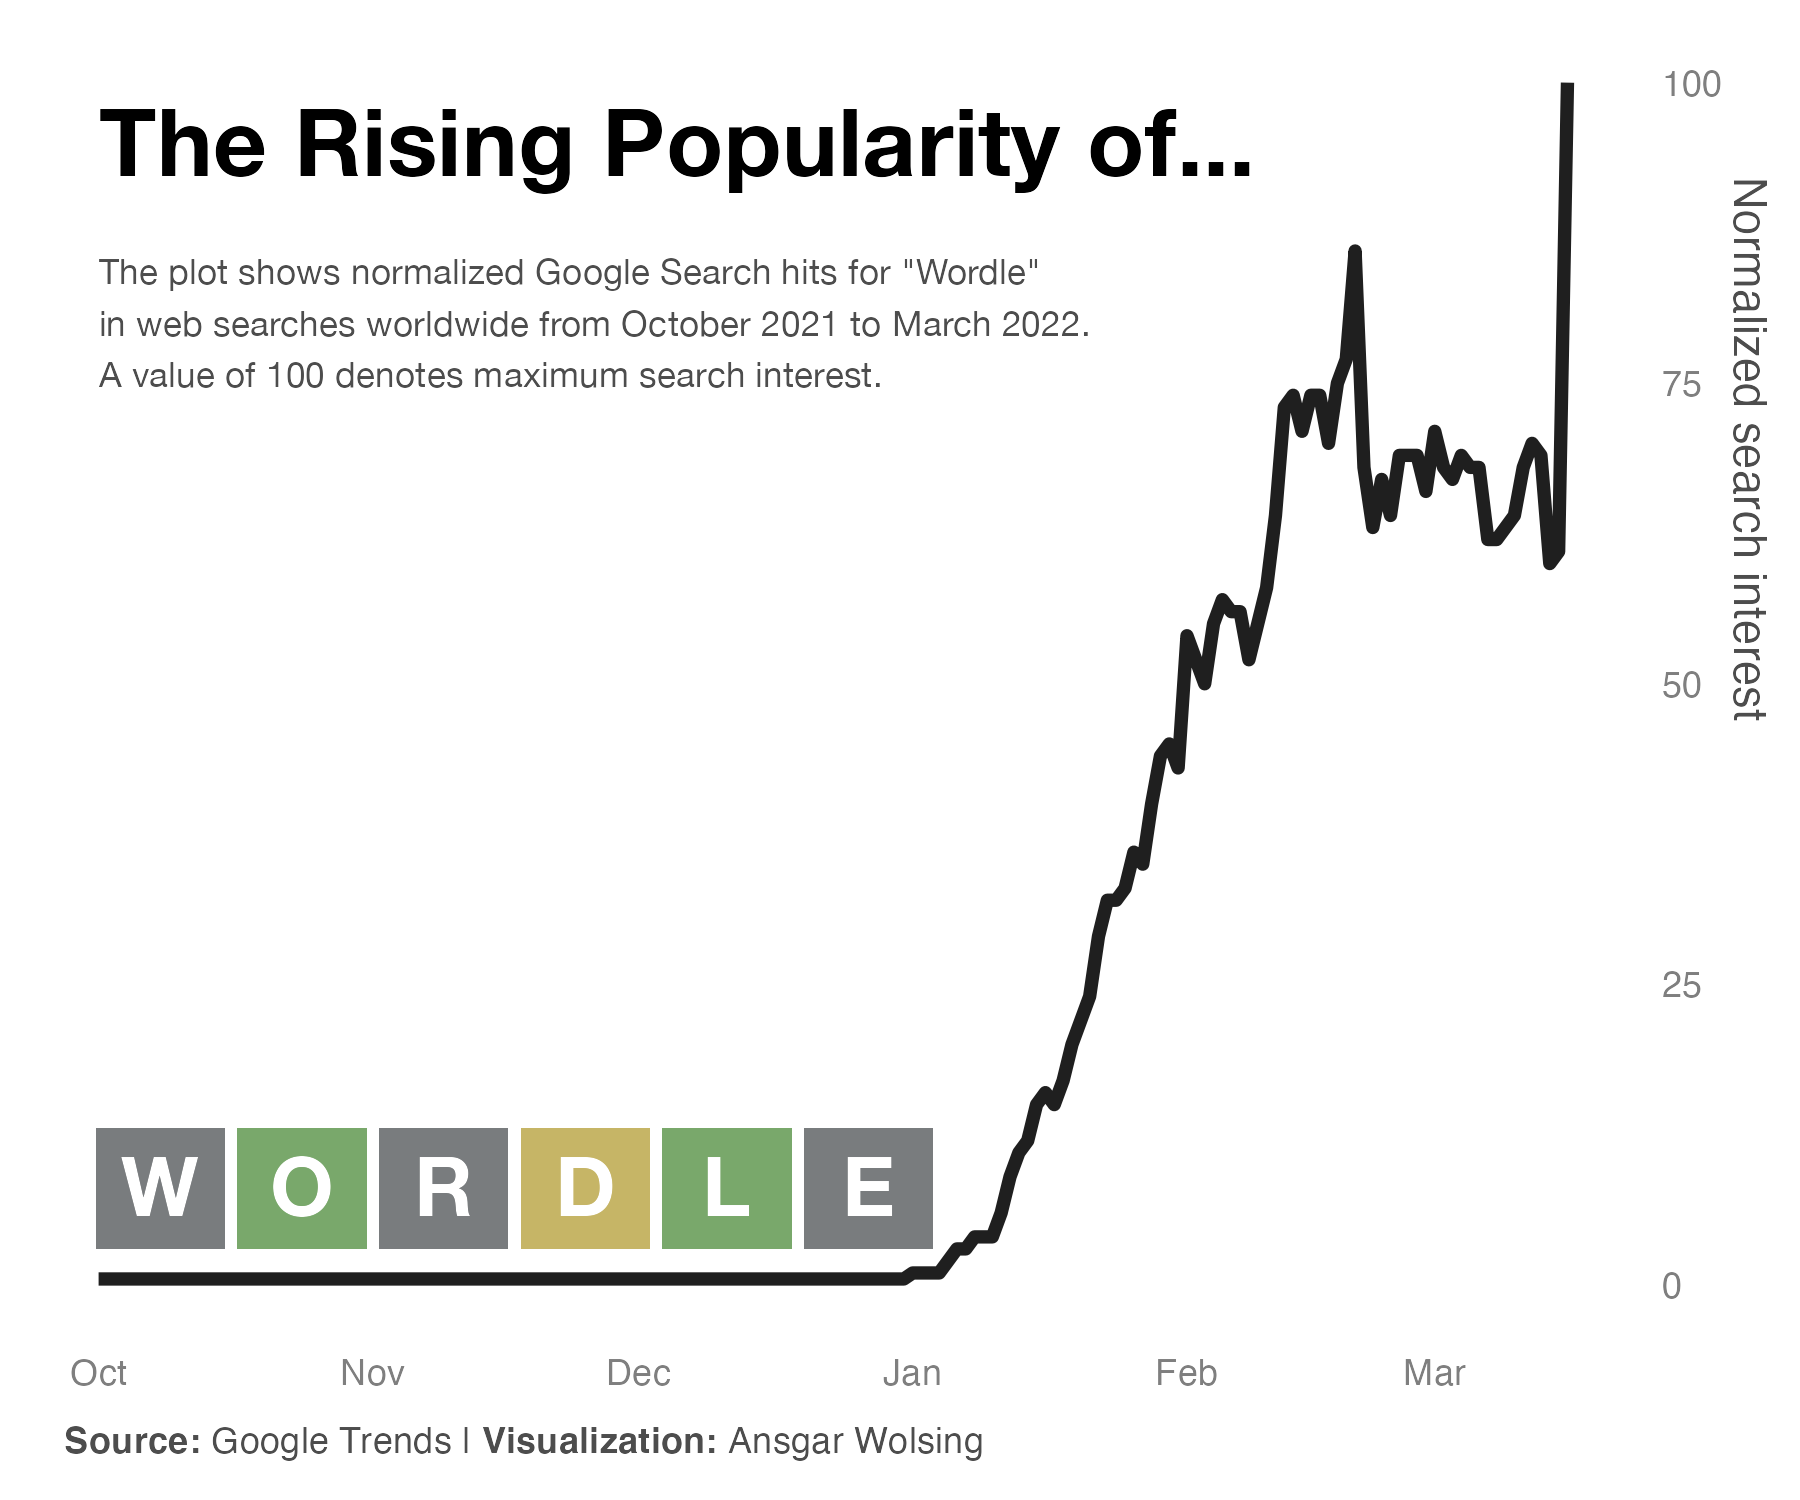 The Rising Popularity of...
The plot shows normalized Google Search hits for "Wordle"
in web searches worldwide from October 2021 to March 2022.
A value of 100 denotes maximum search interest.
100
75
50
25
0
Normalized search interest
WORDLE
Oct Nov Dec Jan Feb Mar
Source: Google Trends | Visualization: Ansgar Wolsing